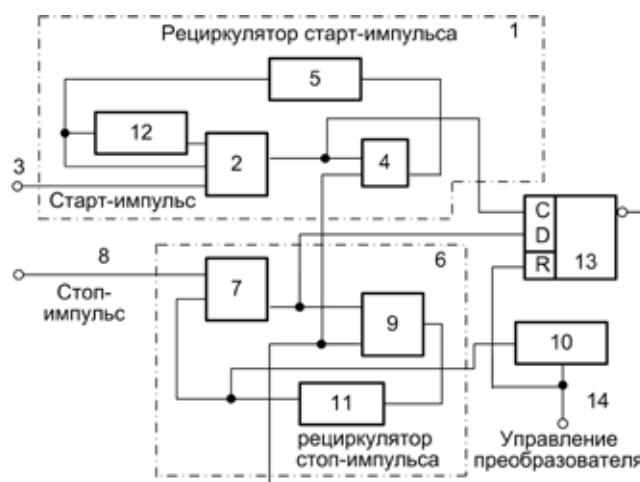 Рециркулятор старт-импульса
1
5
12
2
4
3
Старт-импульс
C
D
R
13
8
Стоп-
импульс
6
7
9
10
11
14
рециркулятор
стоп-импульса
Управление
преобразователя